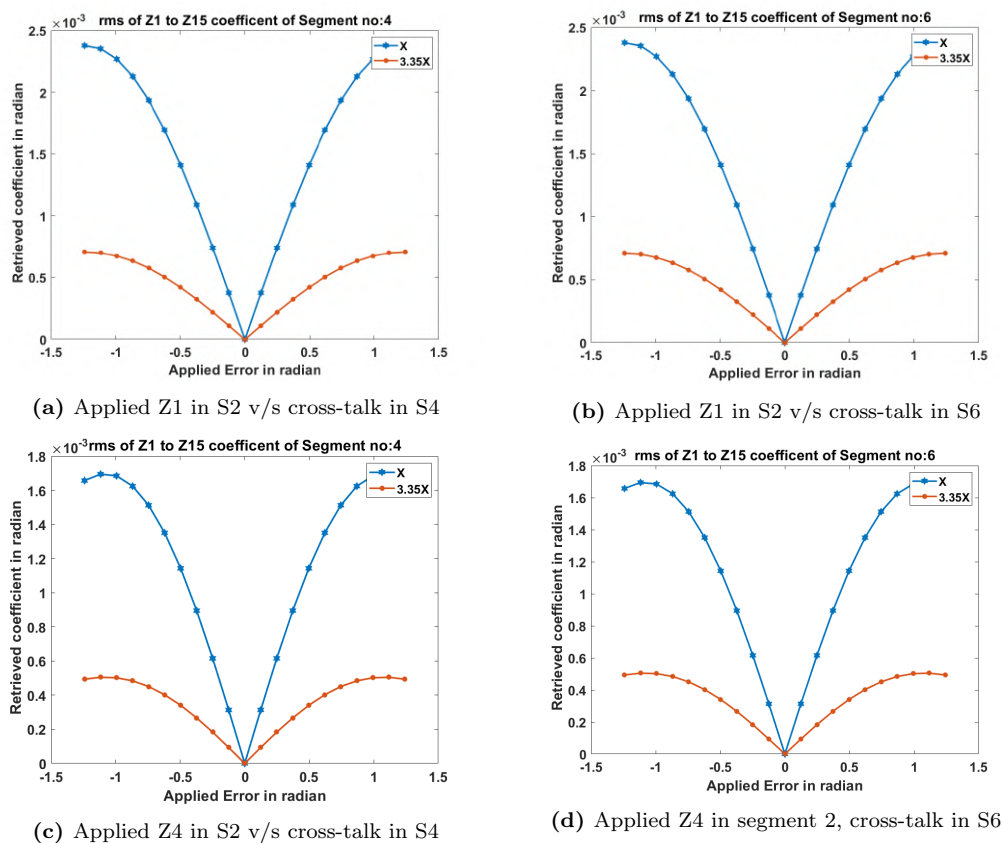 ×10⁻³ rms of Z1 to Z15 coefficent of Segment no:4
2.5
2
1.5
1
0.5
0
Retrieved coefficient in radian
X
3.35X
-1.5 -1 -0.5 0 0.5 1 1.5
Applied Error in radian
(a) Applied Z1 in S2 v/s cross-talk in S4
×10⁻³ rms of Z1 to Z15 coefficent of Segment no:6
2.5
2
1.5
1
0.5
0
Retrieved coefficient in radian
X
3.35X
-1.5 -1 -0.5 0 0.5 1 1.5
Applied Error in radian
(b) Applied Z1 in S2 v/s cross-talk in S6
×10⁻³rms of Z1 to Z15 coefficent of Segment no:4
1.8
1.6
1.4
1.2
1
0.8
0.6
0.4
0.2
0
Retrieved coefficient in radian
X
3.35X
-1.5 -1 -0.5 0 0.5 1 1.5
Applied Error in radian
(c) Applied Z4 in S2 v/s cross-talk in S4
×10⁻³ rms of Z1 to Z15 coefficent of Segment no:6
1.8
1.6
1.4
1.2
1
0.8
0.6
0.4
0.2
0
Retrieved coefficient in radian
X
3.35X
-1.5 -1 -0.5 0 0.5 1 1.5
Applied Error in radian
(d) Applied Z4 in segment 2, cross-talk in S6